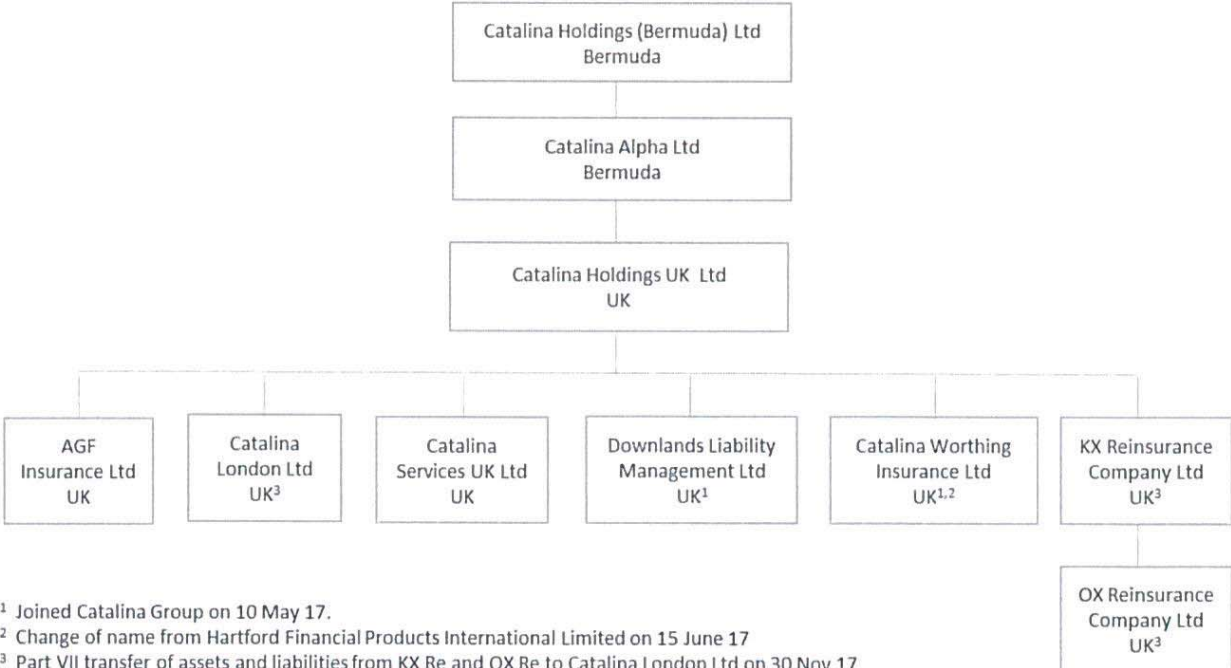 Catalina Holdings (Bermuda) Ltd
Bermuda
Catalina Alpha Ltd
Bermuda
Catalina Holdings UK Ltd
UK
AGF
Insurance Ltd
UK
Catalina
London Ltd
UK³
Catalina
Services UK Ltd
UK
Downlands Liability
Management Ltd
UK¹
Catalina Worthing
Insurance Ltd
UK¹,²
KX Reinsurance
Company Ltd
UK³
OX Reinsurance
Company Ltd
UK³
¹ Joined Catalina Group on 10 May 17.
² Change of name from Hartford Financial Products International Limited on 15 June 17
³ Part VII transfer of assets and liabilities from KX Re and OX Re to Catalina London Ltd on 30 Nov 17